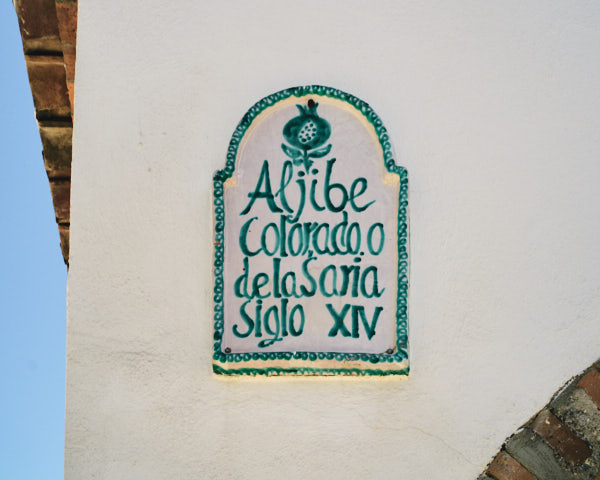 Aljibe
Colorado o
de la Saria
Siglo XIV